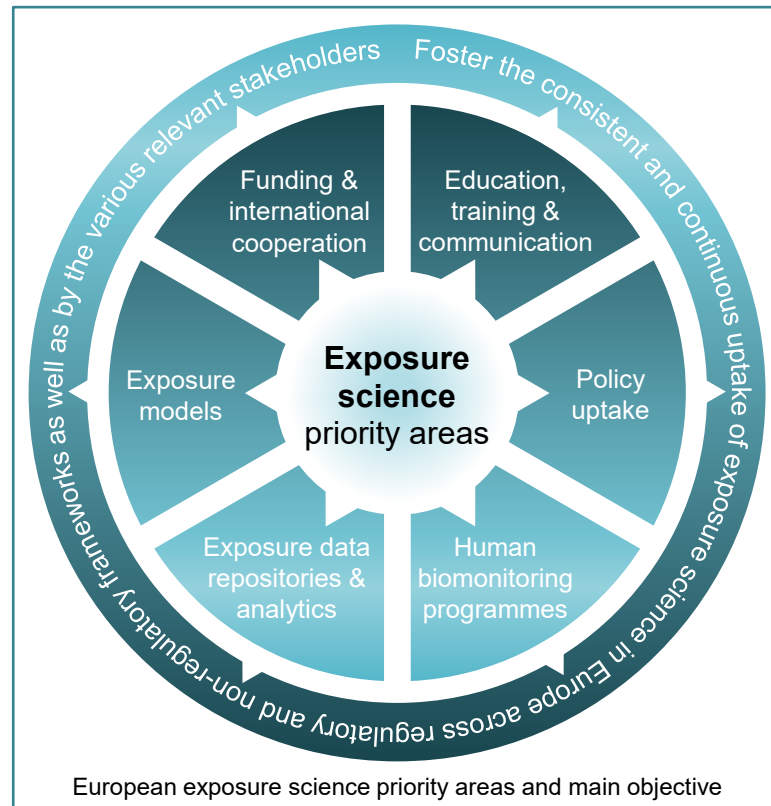 Foster the consistent and continuous uptake of exposure science in Europe across regulatory and non-regulatory frameworks as well as by the various relevant stakeholders
Funding &
international
cooperation
Education,
training &
communication
Exposure
models
Exposure
science
priority areas
Policy
uptake
Exposure data
repositories &
analytics
Human
biomonitoring
programmes
European exposure science priority areas and main objective